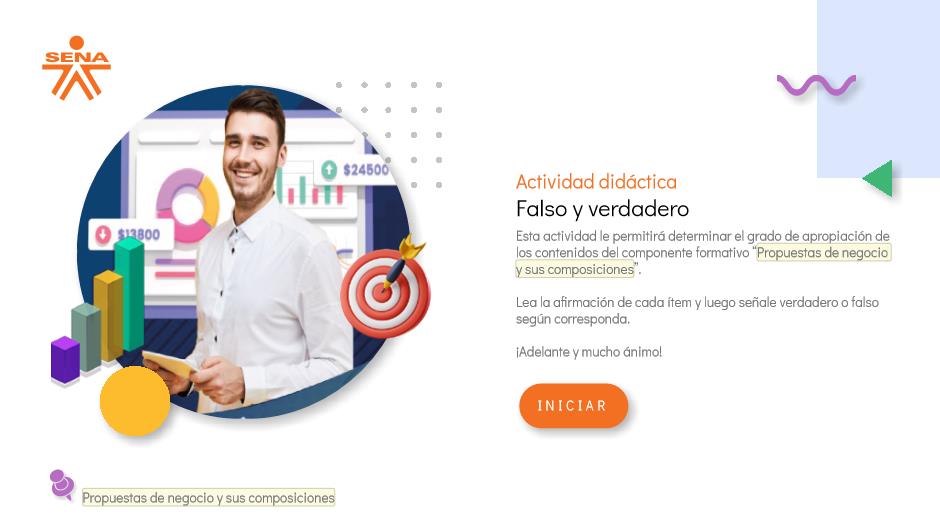 SENA
$24500
$13800
Actividad didáctica
Falso y verdadero
Esta actividad le permitirá determinar el grado de apropiación de
los contenidos del componente formativo “Propuestas de negocio
y sus composiciones”.
Lea la afirmación de cada ítem y luego señale verdadero o falso
según corresponda.
¡Adelante y mucho ánimo!
INICIAR
Propuestas de negocio y sus composiciones